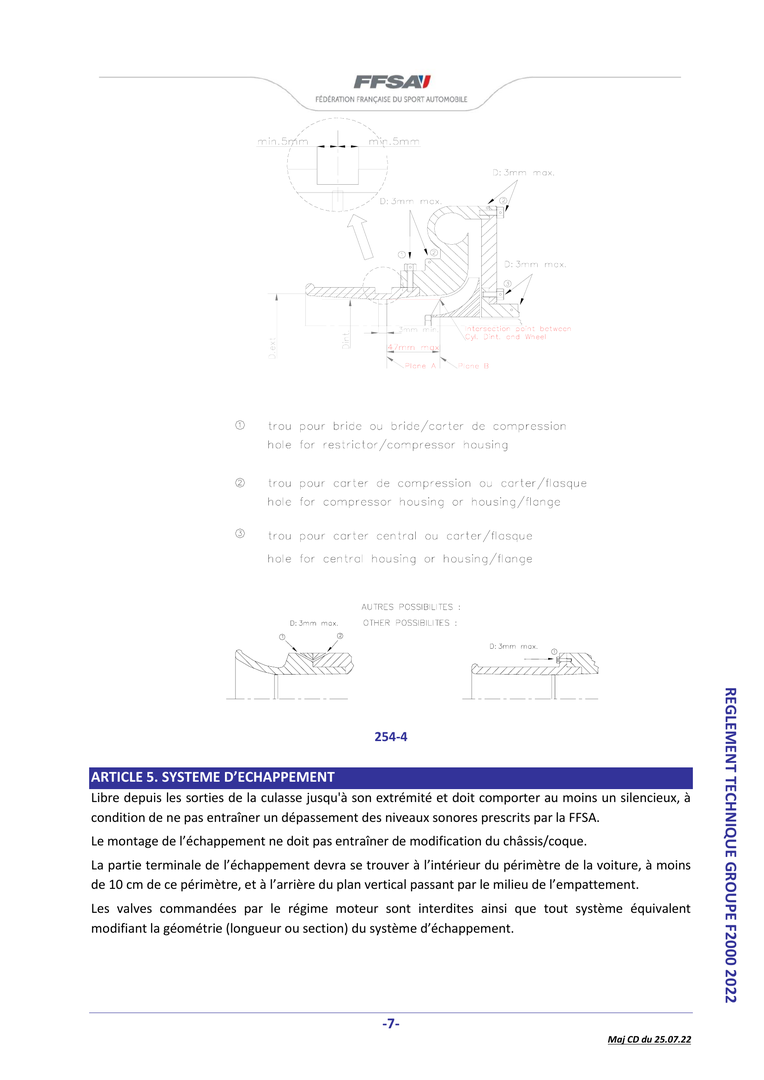 FFSA
FÉDÉRATION FRANÇAISE DU SPORT AUTOMOBILE
min.5mm
min.5mm
D: 3mm max.
D: 3mm max.
②
① ②
D: 3mm max.
③
2mm min.
Intersection point between
Cyl. Dint. and Wheel
D.ext.
Dint.
47mm max
Plane A
Plane B
① trou pour bride ou bride/carter de compression
hole for restrictor/compressor housing
② trou pour carter de compression ou carter/flasque
hole for compressor housing or housing/flange
③ trou pour carter central ou carter/flasque
hole for central housing or housing/flange
AUTRES POSSIBILITES :
OTHER POSSIBILITES :
D: 3mm max.
① ②
D: 3mm max.
①
254-4
ARTICLE 5. SYSTEME D’ECHAPPEMENT
Libre depuis les sorties de la culasse jusqu'à son extrémité et doit comporter au moins un silencieux, à
condition de ne pas entraîner un dépassement des niveaux sonores prescrits par la FFSA.
Le montage de l’échappement ne doit pas entraîner de modification du châssis/coque.
La partie terminale de l’échappement devra se trouver à l’intérieur du périmètre de la voiture, à moins
de 10 cm de ce périmètre, et à l’arrière du plan vertical passant par le milieu de l’empattement.
Les valves commandées par le régime moteur sont interdites ainsi que tout système équivalent
modifiant la géométrie (longueur ou section) du système d’échappement.
REGLEMENT TECHNIQUE GROUPE F2000 2022
-7-
Maj CD du 25.07.22